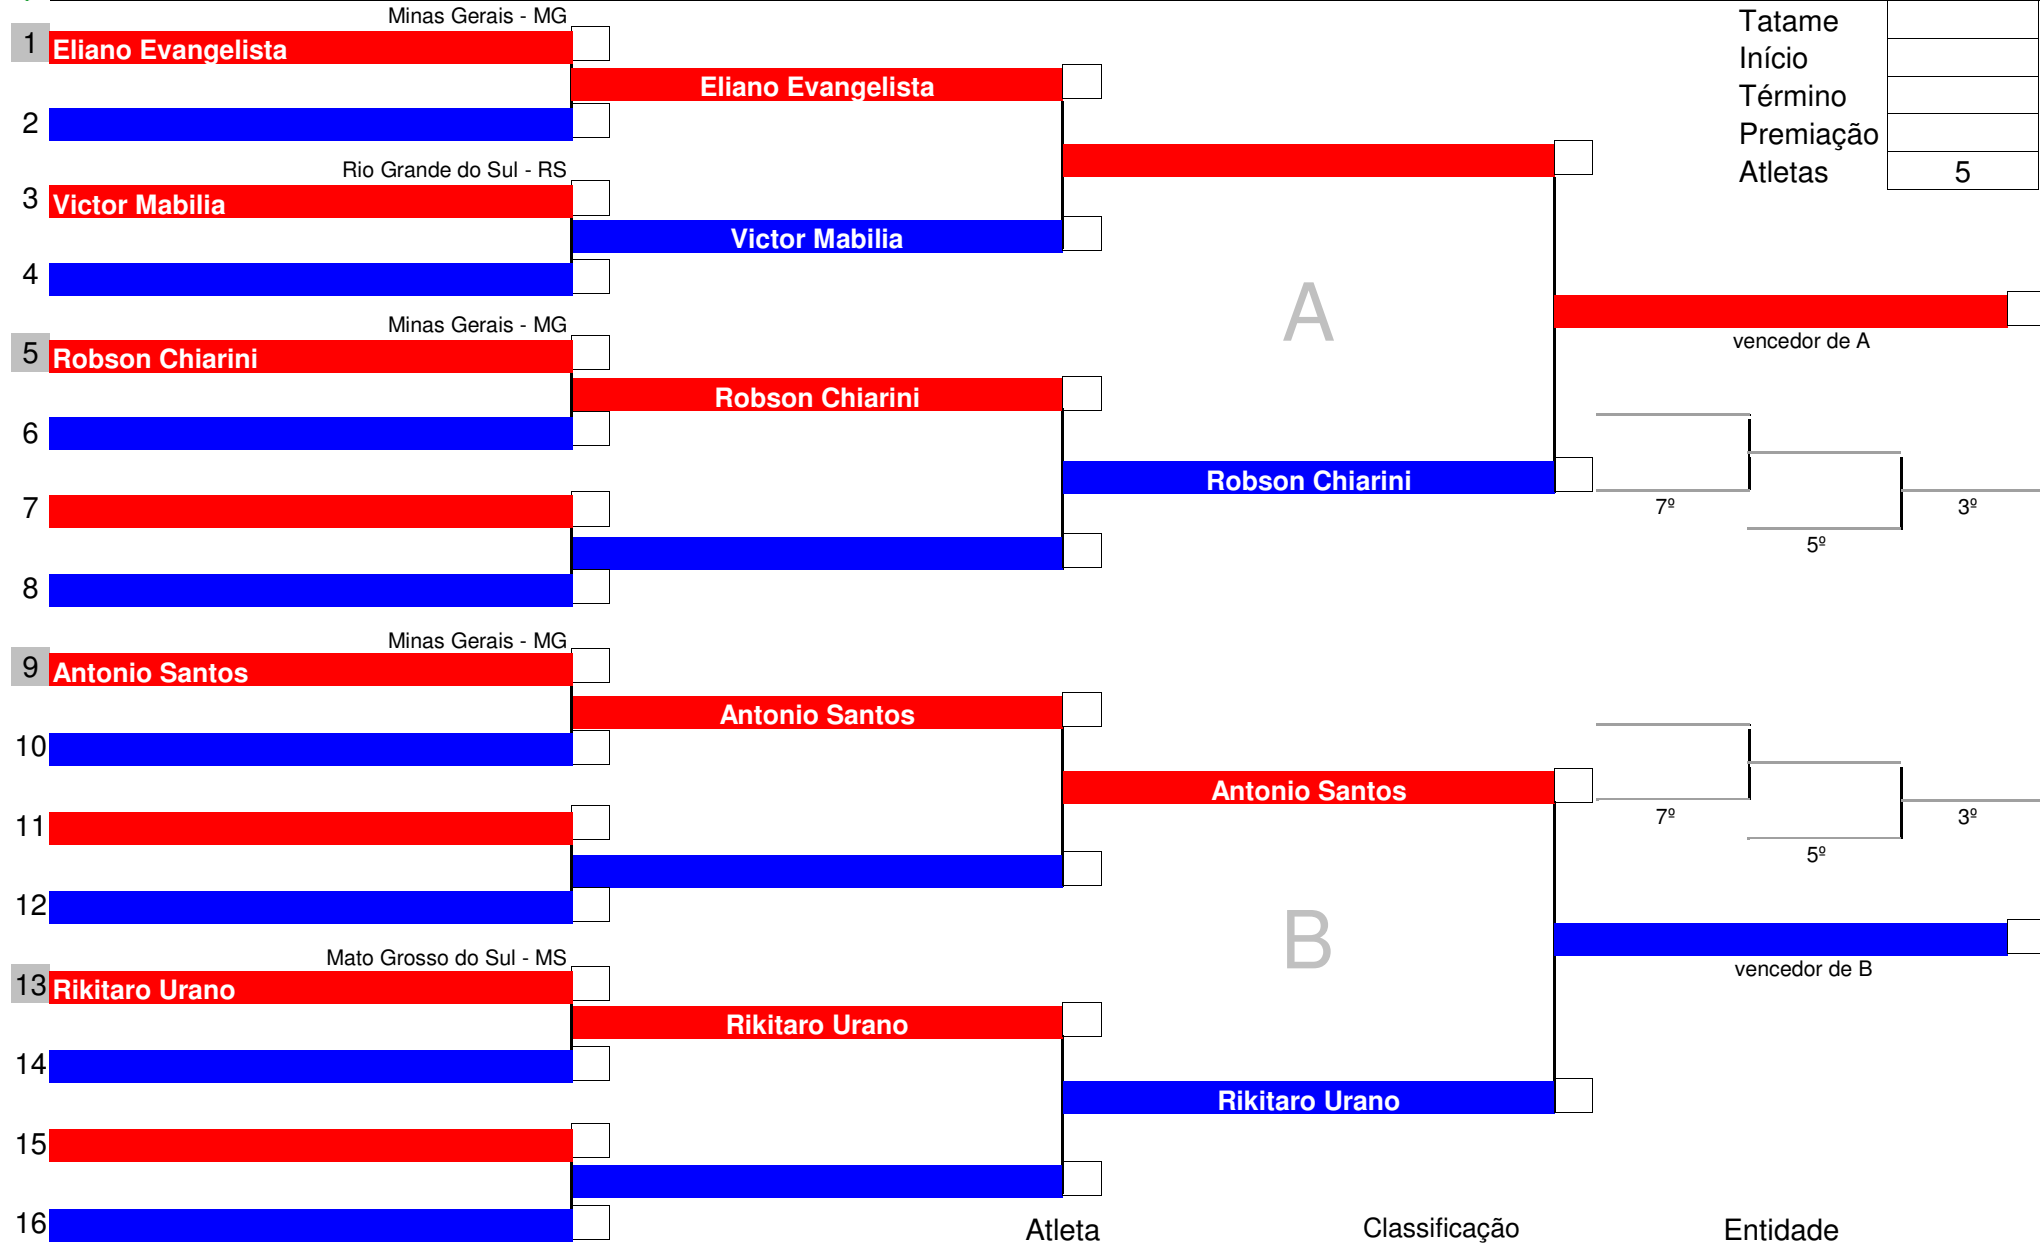 Minas Gerais - MG
Tatame
1 Eliano Evangelista
Início
Eliano Evangelista
Término
2
Premiação
Rio Grande do Sul - RS
Atletas 5
3 Victor Mabilia
Victor Mabilia
4
A
Minas Gerais - MG
vencedor de A
5 Robson Chiarini
Robson Chiarini
6
Robson Chiarini
7
7º 3º
5º
8
Minas Gerais - MG
9 Antonio Santos
Antonio Santos
10
Antonio Santos
11
7º 3º
5º
12
B
Mato Grosso do Sul - MS
vencedor de B
13 Rikitaro Urano
Rikitaro Urano
14
Rikitaro Urano
15
16
Atleta Classificação Entidade